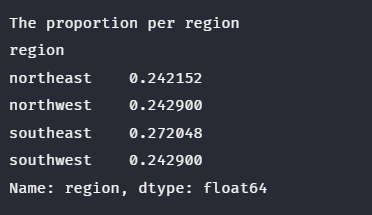 The proportion per region
region
northeast    0.242152
northwest    0.242900
southeast    0.272048
southwest    0.242900
Name: region, dtype: float64